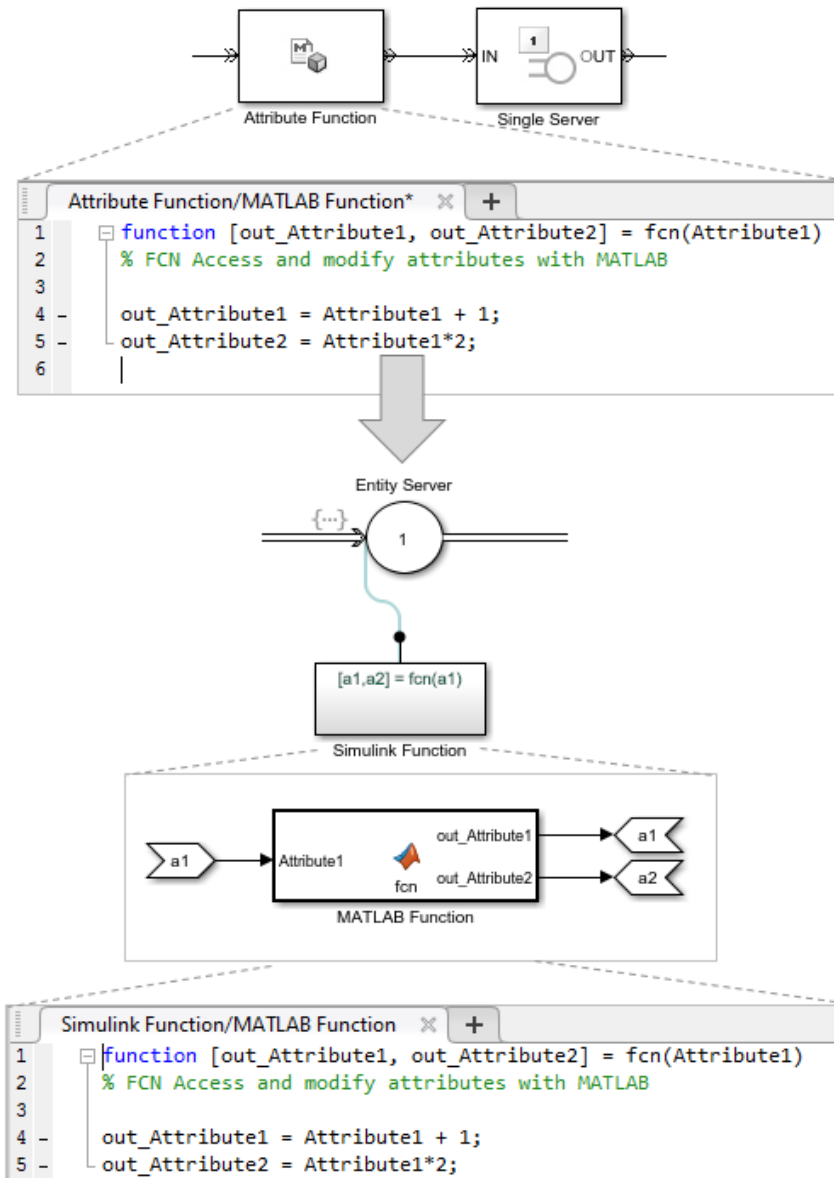 1
IN
OUT
Attribute Function
Single Server
Attribute Function/MATLAB Function* × +
1 function [out_Attribute1, out_Attribute2] = fcn(Attribute1)
2 % FCN Access and modify attributes with MATLAB
3
4 - out_Attribute1 = Attribute1 + 1;
5 - out_Attribute2 = Attribute1*2;
6
Entity Server
{...}
1
[a1,a2] = fcn(a1)
Simulink Function
a1
Attribute1
fcn
out_Attribute1
out_Attribute2
a1
a2
MATLAB Function
Simulink Function/MATLAB Function × +
1 function [out_Attribute1, out_Attribute2] = fcn(Attribute1)
2 % FCN Access and modify attributes with MATLAB
3
4 - out_Attribute1 = Attribute1 + 1;
5 - out_Attribute2 = Attribute1*2;